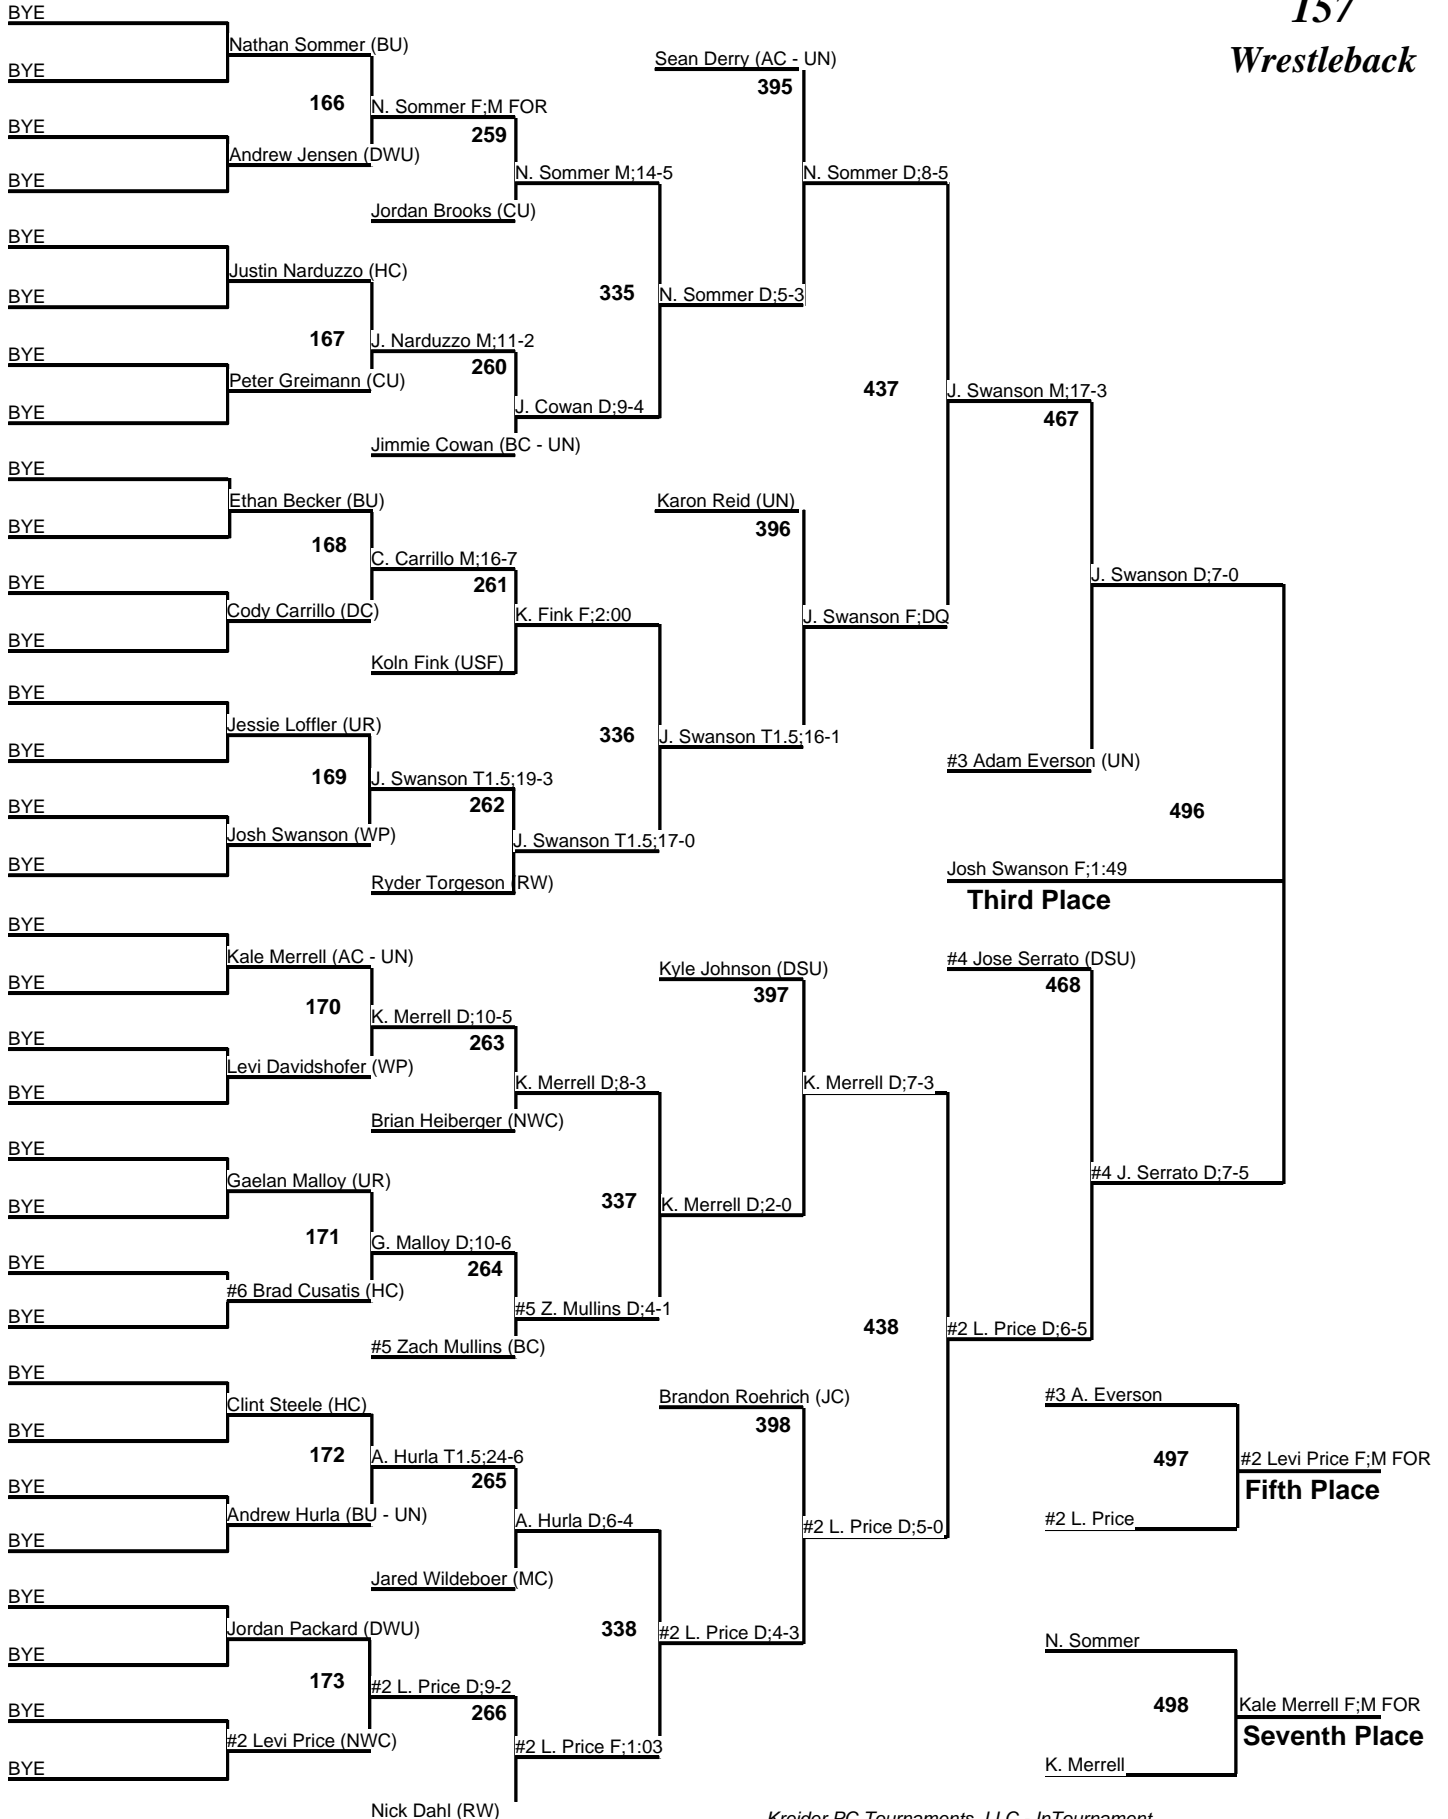 157
Wrestleback
BYE
Nathan Sommer (BU)
BYE
166
N. Sommer F;M FOR
BYE
259
Andrew Jensen (DWU)
BYE
N. Sommer M;14-5
Jordan Brooks (CU)
BYE
Justin Narduzzo (HC)
BYE
335
N. Sommer D;5-3
167
J. Narduzzo M;11-2
BYE
260
Peter Greimann (CU)
BYE
J. Cowan D;9-4
Jimmie Cowan (BC - UN)
Sean Derry (AC - UN)
395
N. Sommer D;8-5
437
J. Swanson M;17-3
467
BYE
Ethan Becker (BU)
BYE
168
C. Carrillo M;16-7
BYE
261
Cody Carrillo (DC)
BYE
K. Fink F;2:00
Koln Fink (USF)
BYE
Jessie Loffler (UR)
BYE
336
J. Swanson T1.5;16-1
169
J. Swanson T1.5;19-3
BYE
262
Josh Swanson (WP)
BYE
J. Swanson T1.5;17-0
Ryder Torgeson (RW)
Karon Reid (UN)
396
J. Swanson F;DQ
J. Swanson D;7-0
#3 Adam Everson (UN)
496
Josh Swanson F;1:49
Third Place
BYE
Kale Merrell (AC - UN)
BYE
170
K. Merrell D;10-5
BYE
263
Levi Davidshofer (WP)
BYE
K. Merrell D;8-3
Brian Heiberger (NWC)
BYE
Gaelan Malloy (UR)
BYE
337
K. Merrell D;2-0
171
G. Malloy D;10-6
BYE
264
#6 Brad Cusatis (HC)
BYE
#5 Z. Mullins D;4-1
#5 Zach Mullins (BC)
Kyle Johnson (DSU)
397
K. Merrell D;7-3
#4 Jose Serrato (DSU)
468
#4 J. Serrato D;7-5
438
#2 L. Price D;6-5
BYE
Clint Steele (HC)
BYE
172
A. Hurla T1.5;24-6
BYE
265
Andrew Hurla (BU - UN)
BYE
A. Hurla D;6-4
Jared Wildeboer (MC)
BYE
Jordan Packard (DWU)
BYE
338
#2 L. Price D;4-3
173
#2 L. Price D;9-2
BYE
266
#2 Levi Price (NWC)
BYE
#2 L. Price F;1:03
Nick Dahl (RW)
Brandon Roehrich (JC)
398
#2 L. Price D;5-0
#3 A. Everson
497
#2 Levi Price F;M FOR
Fifth Place
#2 L. Price
N. Sommer
498
Kale Merrell F;M FOR
Seventh Place
K. Merrell
Kreider PC Tournaments, LLC - InTournament